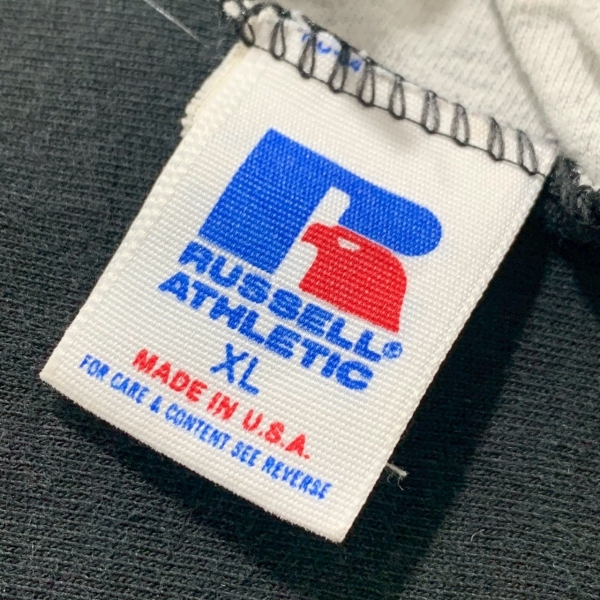 RUSSELL
ATHLETIC®
XL
MADE IN U.S.A.
FOR CARE & CONTENT SEE REVERSE